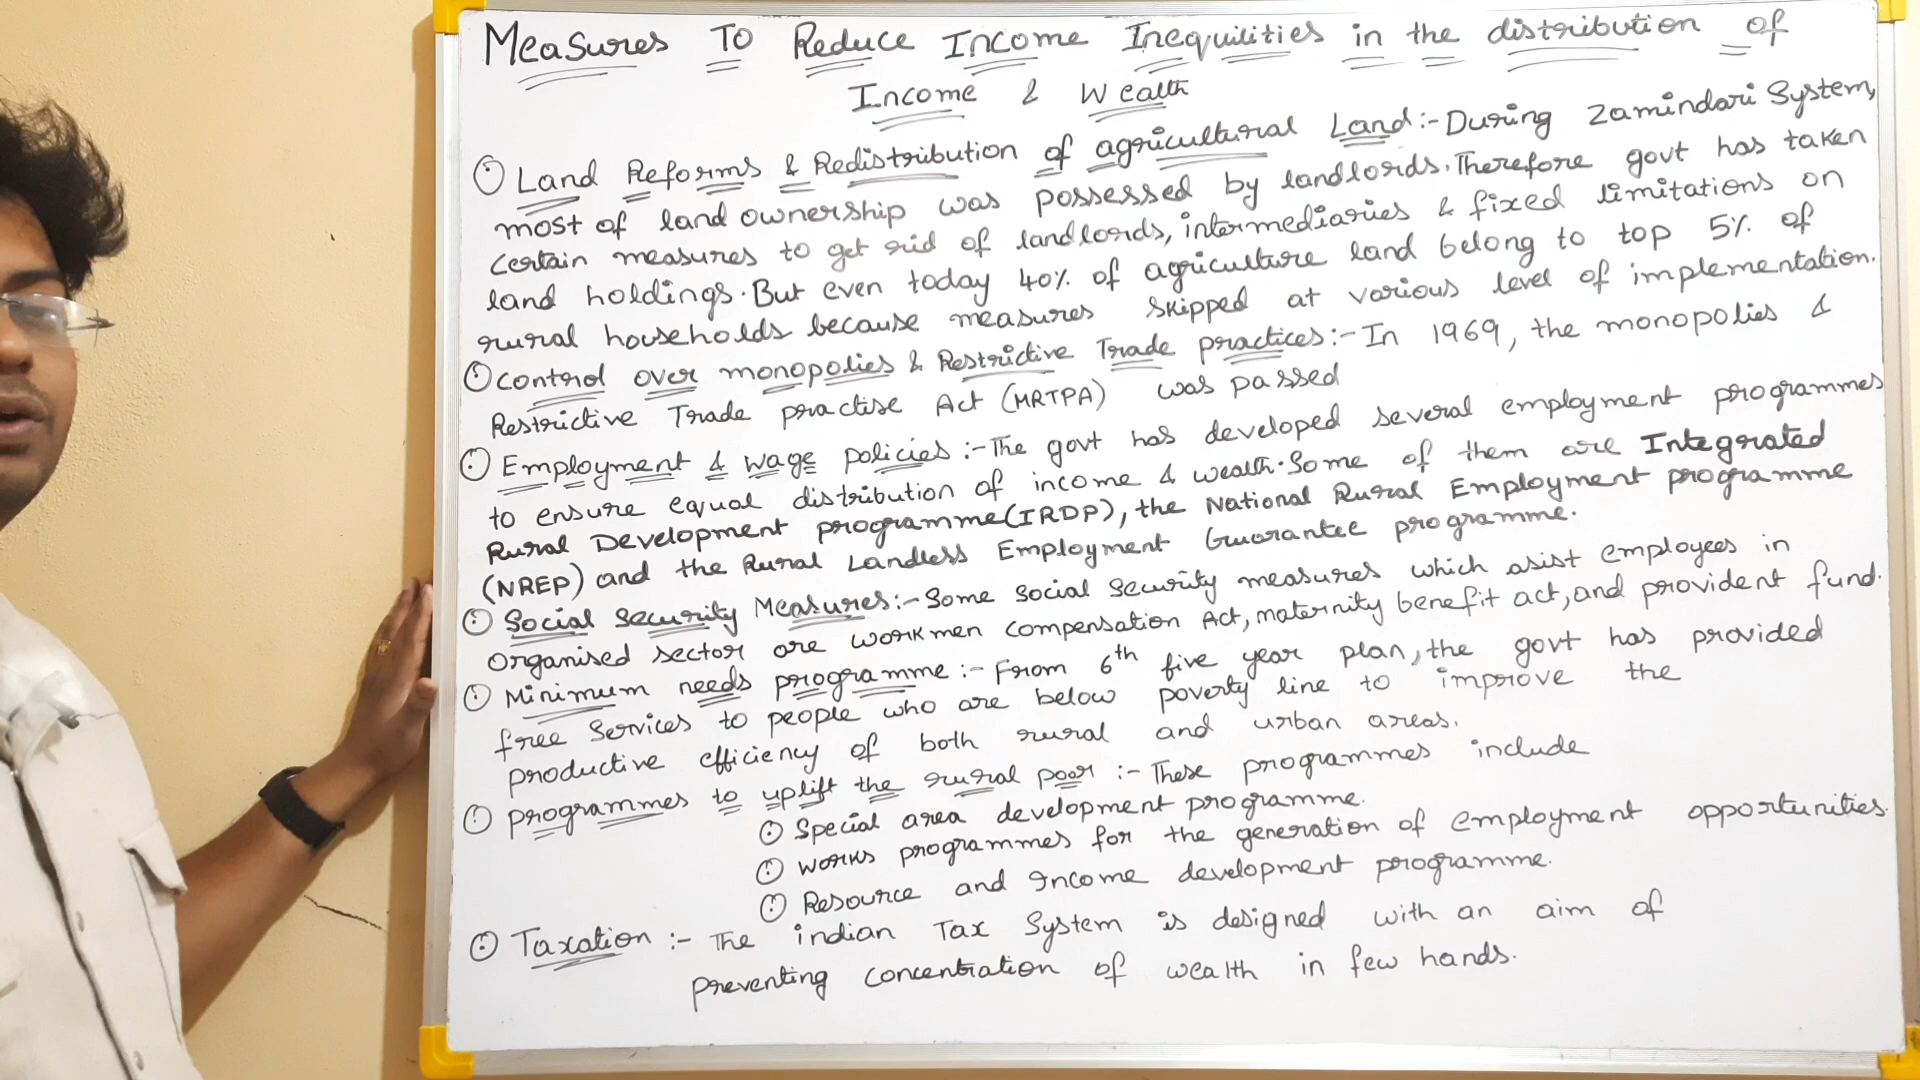 Measures To Reduce Income Inequilities in the distribution of
Income & Wealth
⊙ Land Reforms & Redistribution of agricultural Land:- During Zamindari System,
most of land ownership was possessed by landlords. Therefore govt has taken
certain measures to get rid of landlords, intermediaries & fixed limitations on
land holdings. But even today 40% of agriculture land belong to top 5% of
rural households because measures skipped at various level of implementation.
⊙ Control over monopolies & Restrictive Trade practices:- In 1969, the monopolies &
Restrictive Trade practise Act (MRTPA) was passed
⊙ Employment & wage policies:- The govt has developed several employment programmes
to ensure equal distribution of income & wealth. Some of them are Integrated
Rural Development programme(IRDP), the National Rural Employment programme
(NREP) and the Rural Landless Employment Guarantee programme.
⊙ Social Security Measures:- Some social security measures which asist employees in
organised sector are workmen compensation Act, maternity benefit act, and provident fund.
⊙ Minimum needs programme:- From 6th five year plan, the govt has provided
free services to people who are below poverty line to improve the
productive efficiency of both rural and urban areas.
⊙ programmes to uplift the rural poor:- These programmes include
⊙ Special area development programme.
⊙ works programmes for the generation of employment opportunities.
⊙ Resource and Income development programme.
⊙ Taxation:- The indian Tax System is designed with an aim of
preventing concentration of wealth in few hands.